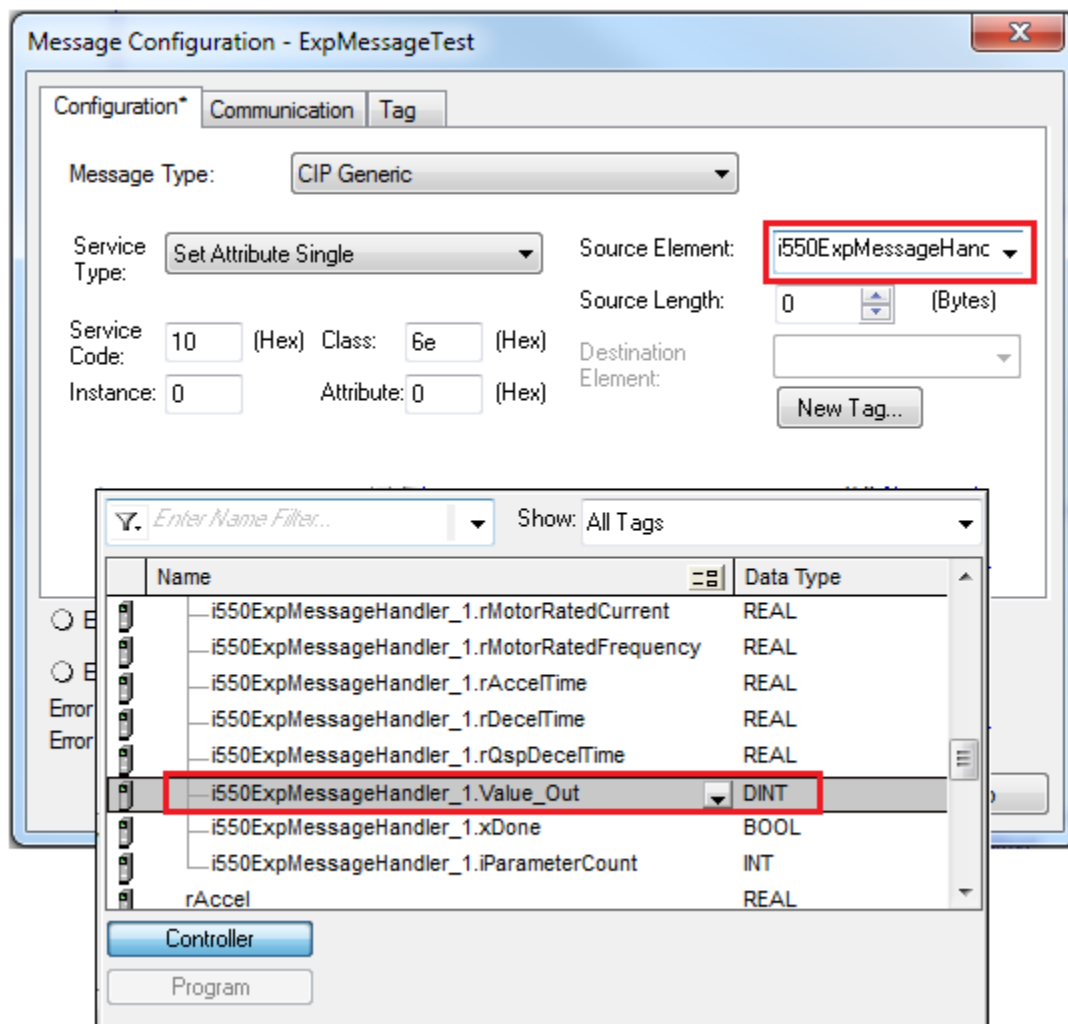 Message Configuration - ExpMessageTest
Configuration* Communication Tag
Message Type: CIP Generic
Service Type: Set Attribute Single Source Element: i550ExpMessageHanc
Source Length: 0 (Bytes)
Service Code: 10 (Hex) Class: 6e (Hex) Destination Element:
Instance: 0 Attribute: 0 (Hex)
New Tag...
Enter Name Filter... Show: All Tags
Name Data Type
i550ExpMessageHandler_1.rMotorRatedCurrent REAL
i550ExpMessageHandler_1.rMotorRatedFrequency REAL
i550ExpMessageHandler_1.rAccelTime REAL
i550ExpMessageHandler_1.rDecelTime REAL
i550ExpMessageHandler_1.rQspDecelTime REAL
i550ExpMessageHandler_1.Value_Out DINT
i550ExpMessageHandler_1.xDone BOOL
i550ExpMessageHandler_1.iParameterCount INT
rAccel REAL
E
E
Error
Error
Controller
Program